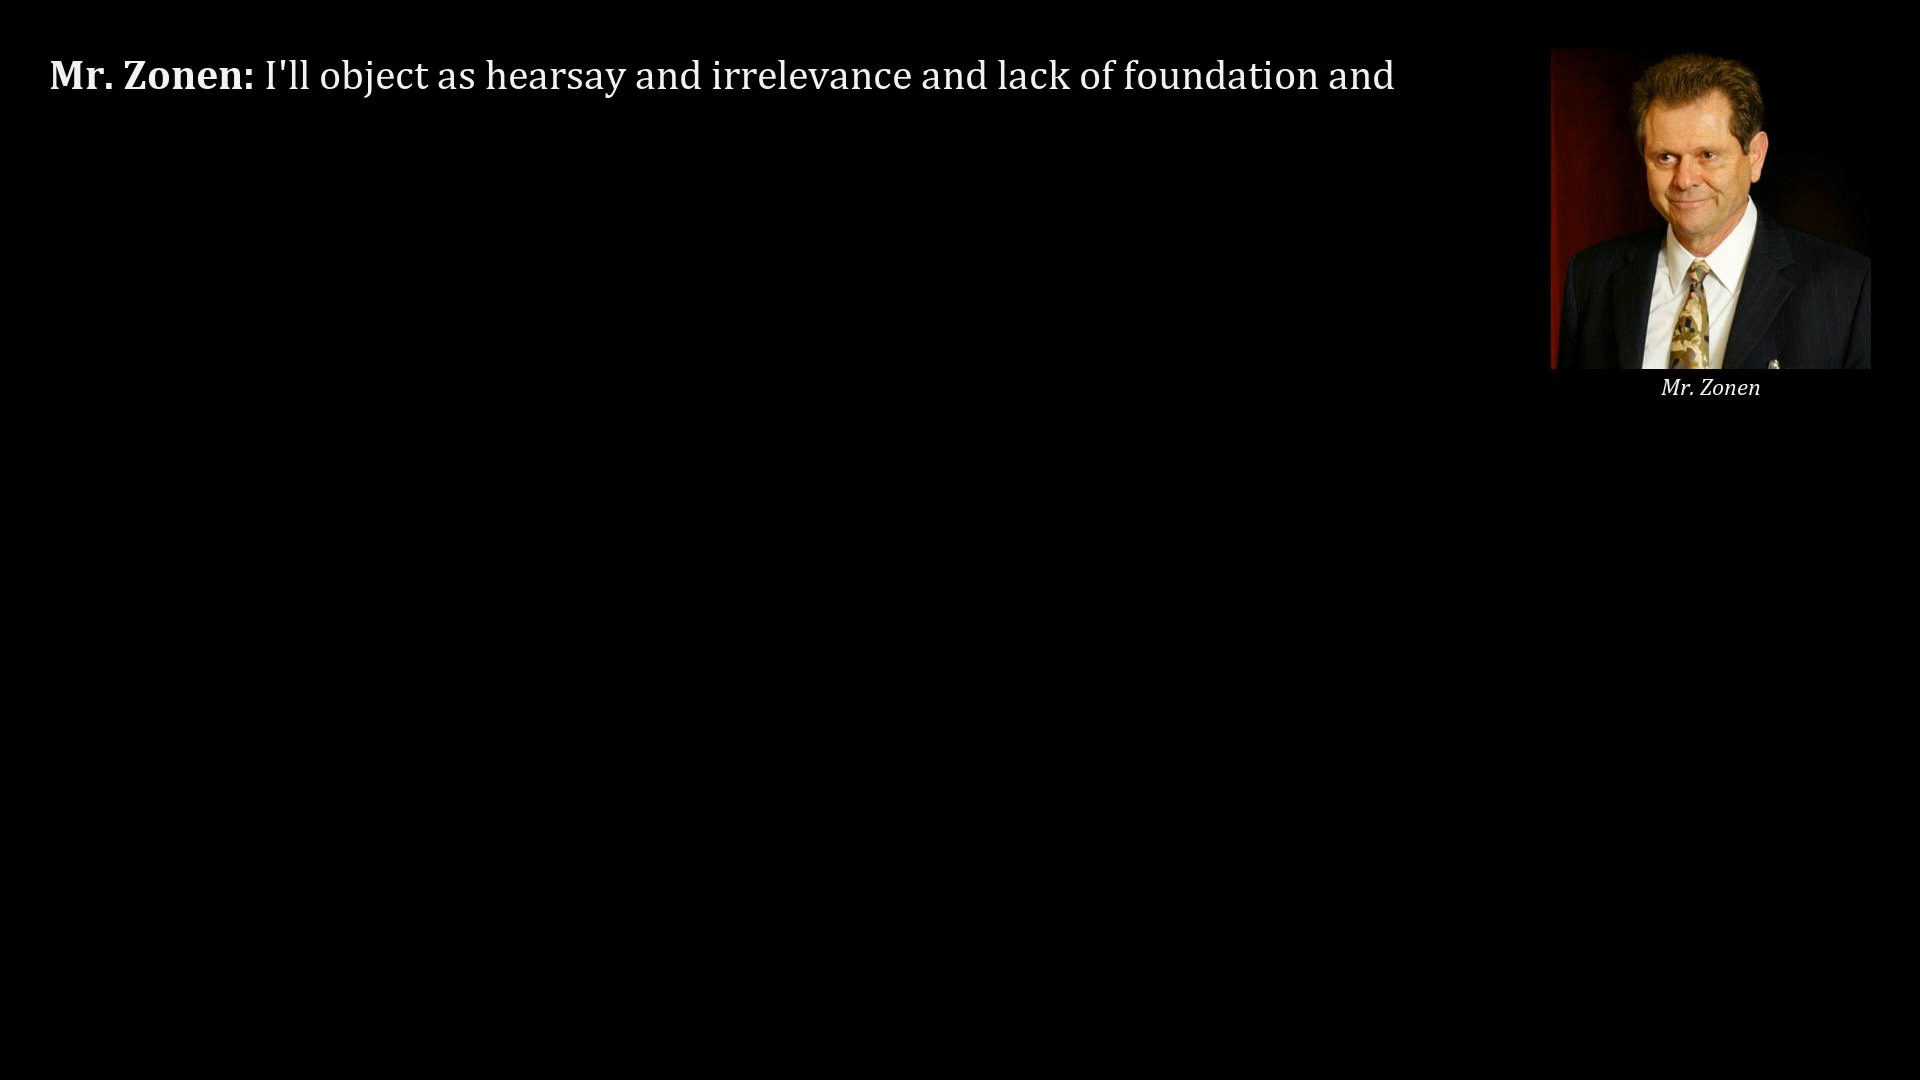 Mr. Zonen: I'll object as hearsay and irrelevance and lack of foundation and
Mr. Zonen